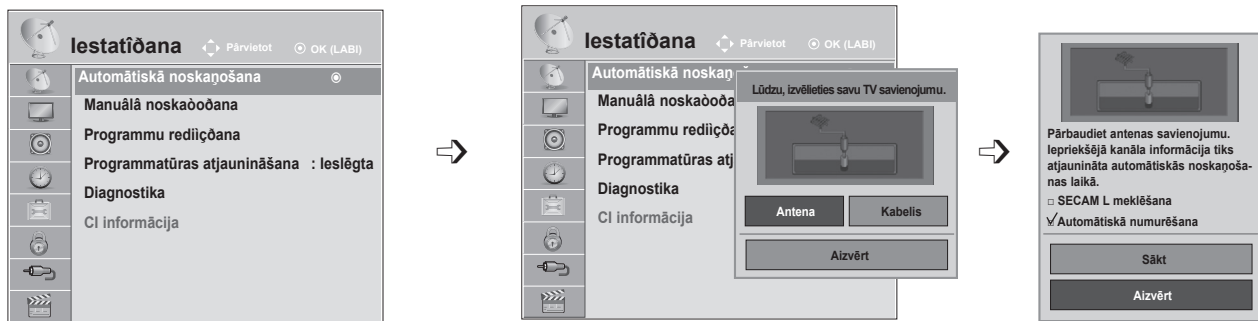 Iestatîðana Pârvietot OK (LABI)
Automātiskā noskaņošana
Manuâlâ noskaòoðana
Programmu rediìçðana
Programmatūras atjaunināšana : Ieslēgta
Diagnostika
CI informācija
Iestatîðana Pârvietot OK (LABI)
Automātiskā noskaņ
Manuâlâ noskaòoða
Programmu rediìçða
Programmatūras atj
Diagnostika
CI informācija
Lūdzu, izvēlieties savu TV savienojumu.
Antena Kabelis
Aizvērt
Pārbaudiet antenas savienojumu.
Iepriekšējā kanāla informācija tiks
atjaunināta automātiskās noskaņoša-
nas laikā.
SECAM L meklēšana
Automātiskā numurēšana
Sākt
Aizvērt